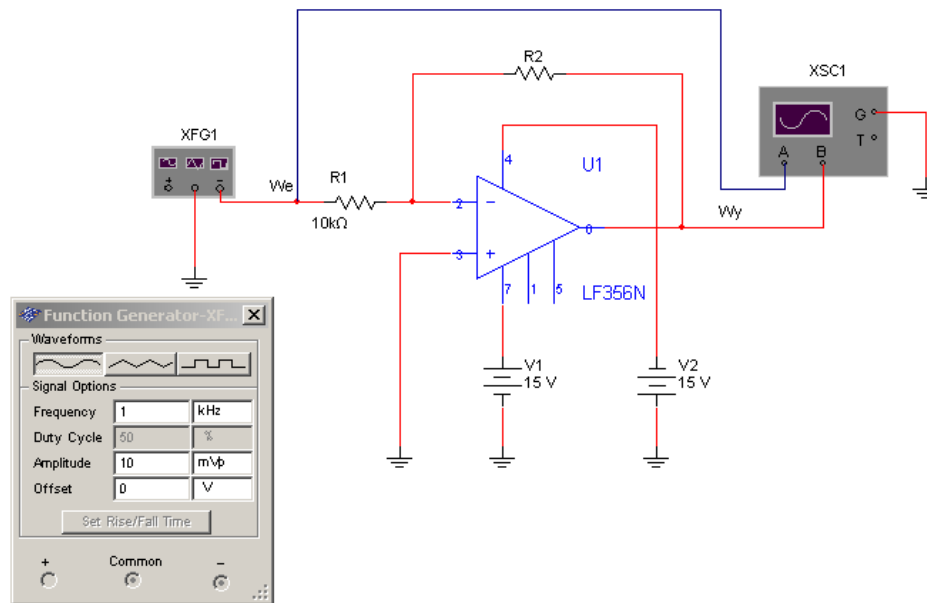 R2
XSC1
G
T
A
B
XFG1
We
R1
10kΩ
4
U1
2
3
6
7
1
5
LF356N
Wy
V1
15 V
V2
15 V
Function Generator-XF...
Waveforms
Signal Options
Frequency 1 kHz
Duty Cycle 50 %
Amplitude 10 mVp
Offset 0 V
Set Rise/Fall Time
+ Common −